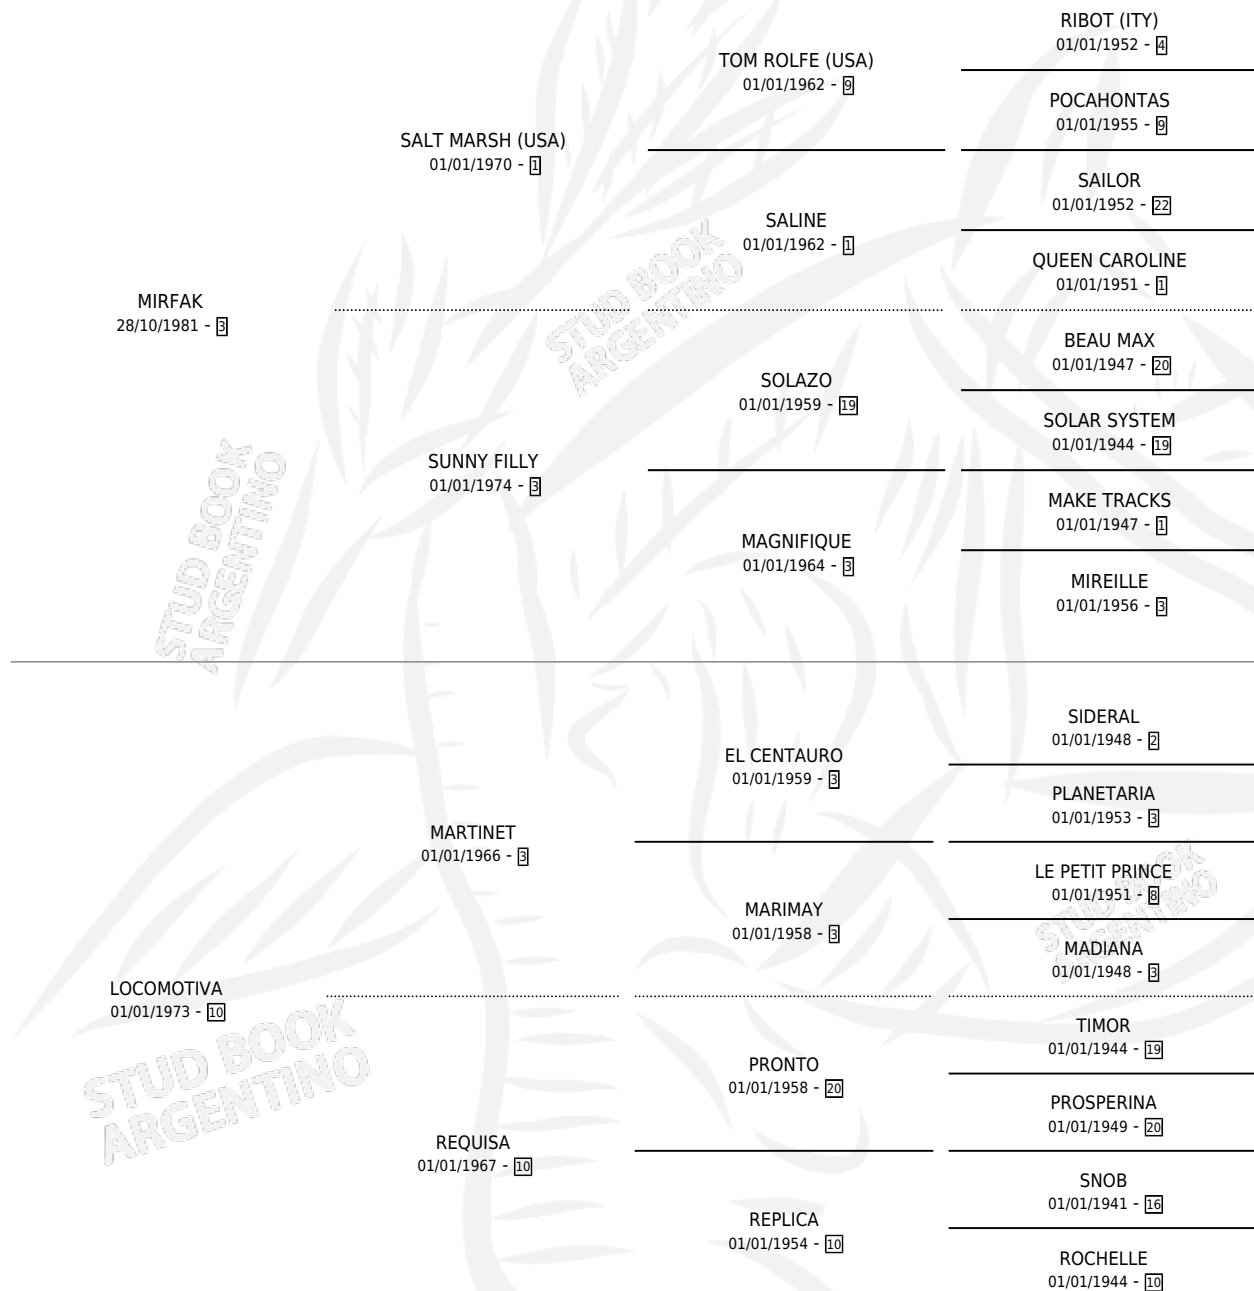 RIBOT (ITY)
01/01/1952 - 4
TOM ROLFE (USA)
01/01/1962 - 9
POCAHONTAS
01/01/1955 - 9
SALT MARSH (USA)
01/01/1970 - 1
SAILOR
01/01/1952 - 22
SALINE
01/01/1962 - 1
QUEEN CAROLINE
01/01/1951 - 1
MIRFAK
28/10/1981 - 3
BEAU MAX
01/01/1947 - 20
SOLAZO
01/01/1959 - 19
SOLAR SYSTEM
01/01/1944 - 19
SUNNY FILLY
01/01/1974 - 3
MAKE TRACKS
01/01/1947 - 1
MAGNIFIQUE
01/01/1964 - 3
MIREILLE
01/01/1956 - 3
SIDERAL
01/01/1948 - 2
EL CENTAURO
01/01/1959 - 3
PLANETARIA
01/01/1953 - 3
MARTINET
01/01/1966 - 3
LE PETIT PRINCE
01/01/1951 - 8
MARIMAY
01/01/1958 - 3
MADIANA
01/01/1948 - 3
LOCOMOTIVA
01/01/1973 - 10
TIMOR
01/01/1944 - 19
PRONTO
01/01/1958 - 20
PROSPERINA
01/01/1949 - 20
REQUISA
01/01/1967 - 10
SNOB
01/01/1941 - 16
REPLICA
01/01/1954 - 10
ROCHELLE
01/01/1944 - 10
STUD BOOK
ARGENTINO
STUD BOOK
ARGENTINO
STUD BOOK
ARGENTINO
STUD BOOK
ARGENTINO